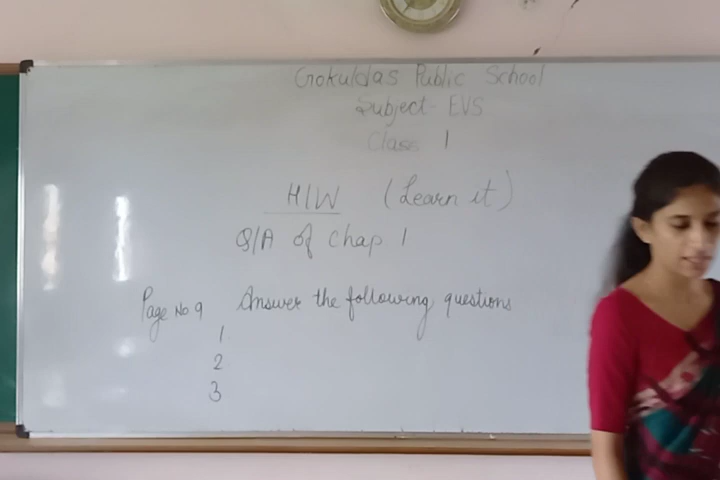 Gokuldas Public School
Subject- EVS
Class 1
H/W (Learn it)
Q/A of Chap 1
Page No 9 Answer the following questions
1
2
3